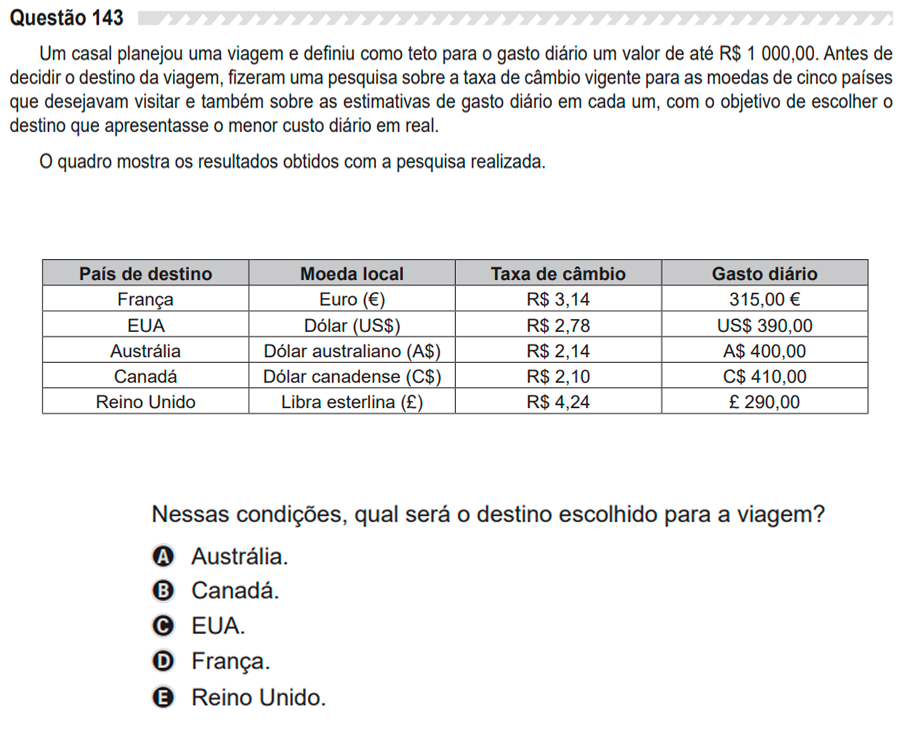 Questão 143
Um casal planejou uma viagem e definiu como teto para o gasto diário um valor de até R$ 1 000,00. Antes de
decidir o destino da viagem, fizeram uma pesquisa sobre a taxa de câmbio vigente para as moedas de cinco países
que desejavam visitar e também sobre as estimativas de gasto diário em cada um, com o objetivo de escolher o
destino que apresentasse o menor custo diário em real.
O quadro mostra os resultados obtidos com a pesquisa realizada.
País de destino Moeda local Taxa de câmbio Gasto diário
França Euro (€) R$ 3,14 315,00 €
EUA Dólar (US$) R$ 2,78 US$ 390,00
Austrália Dólar australiano (A$) R$ 2,14 A$ 400,00
Canadá Dólar canadense (C$) R$ 2,10 C$ 410,00
Reino Unido Libra esterlina (£) R$ 4,24 £ 290,00
Nessas condições, qual será o destino escolhido para a viagem?
A Austrália.
B Canadá.
C EUA.
D França.
E Reino Unido.